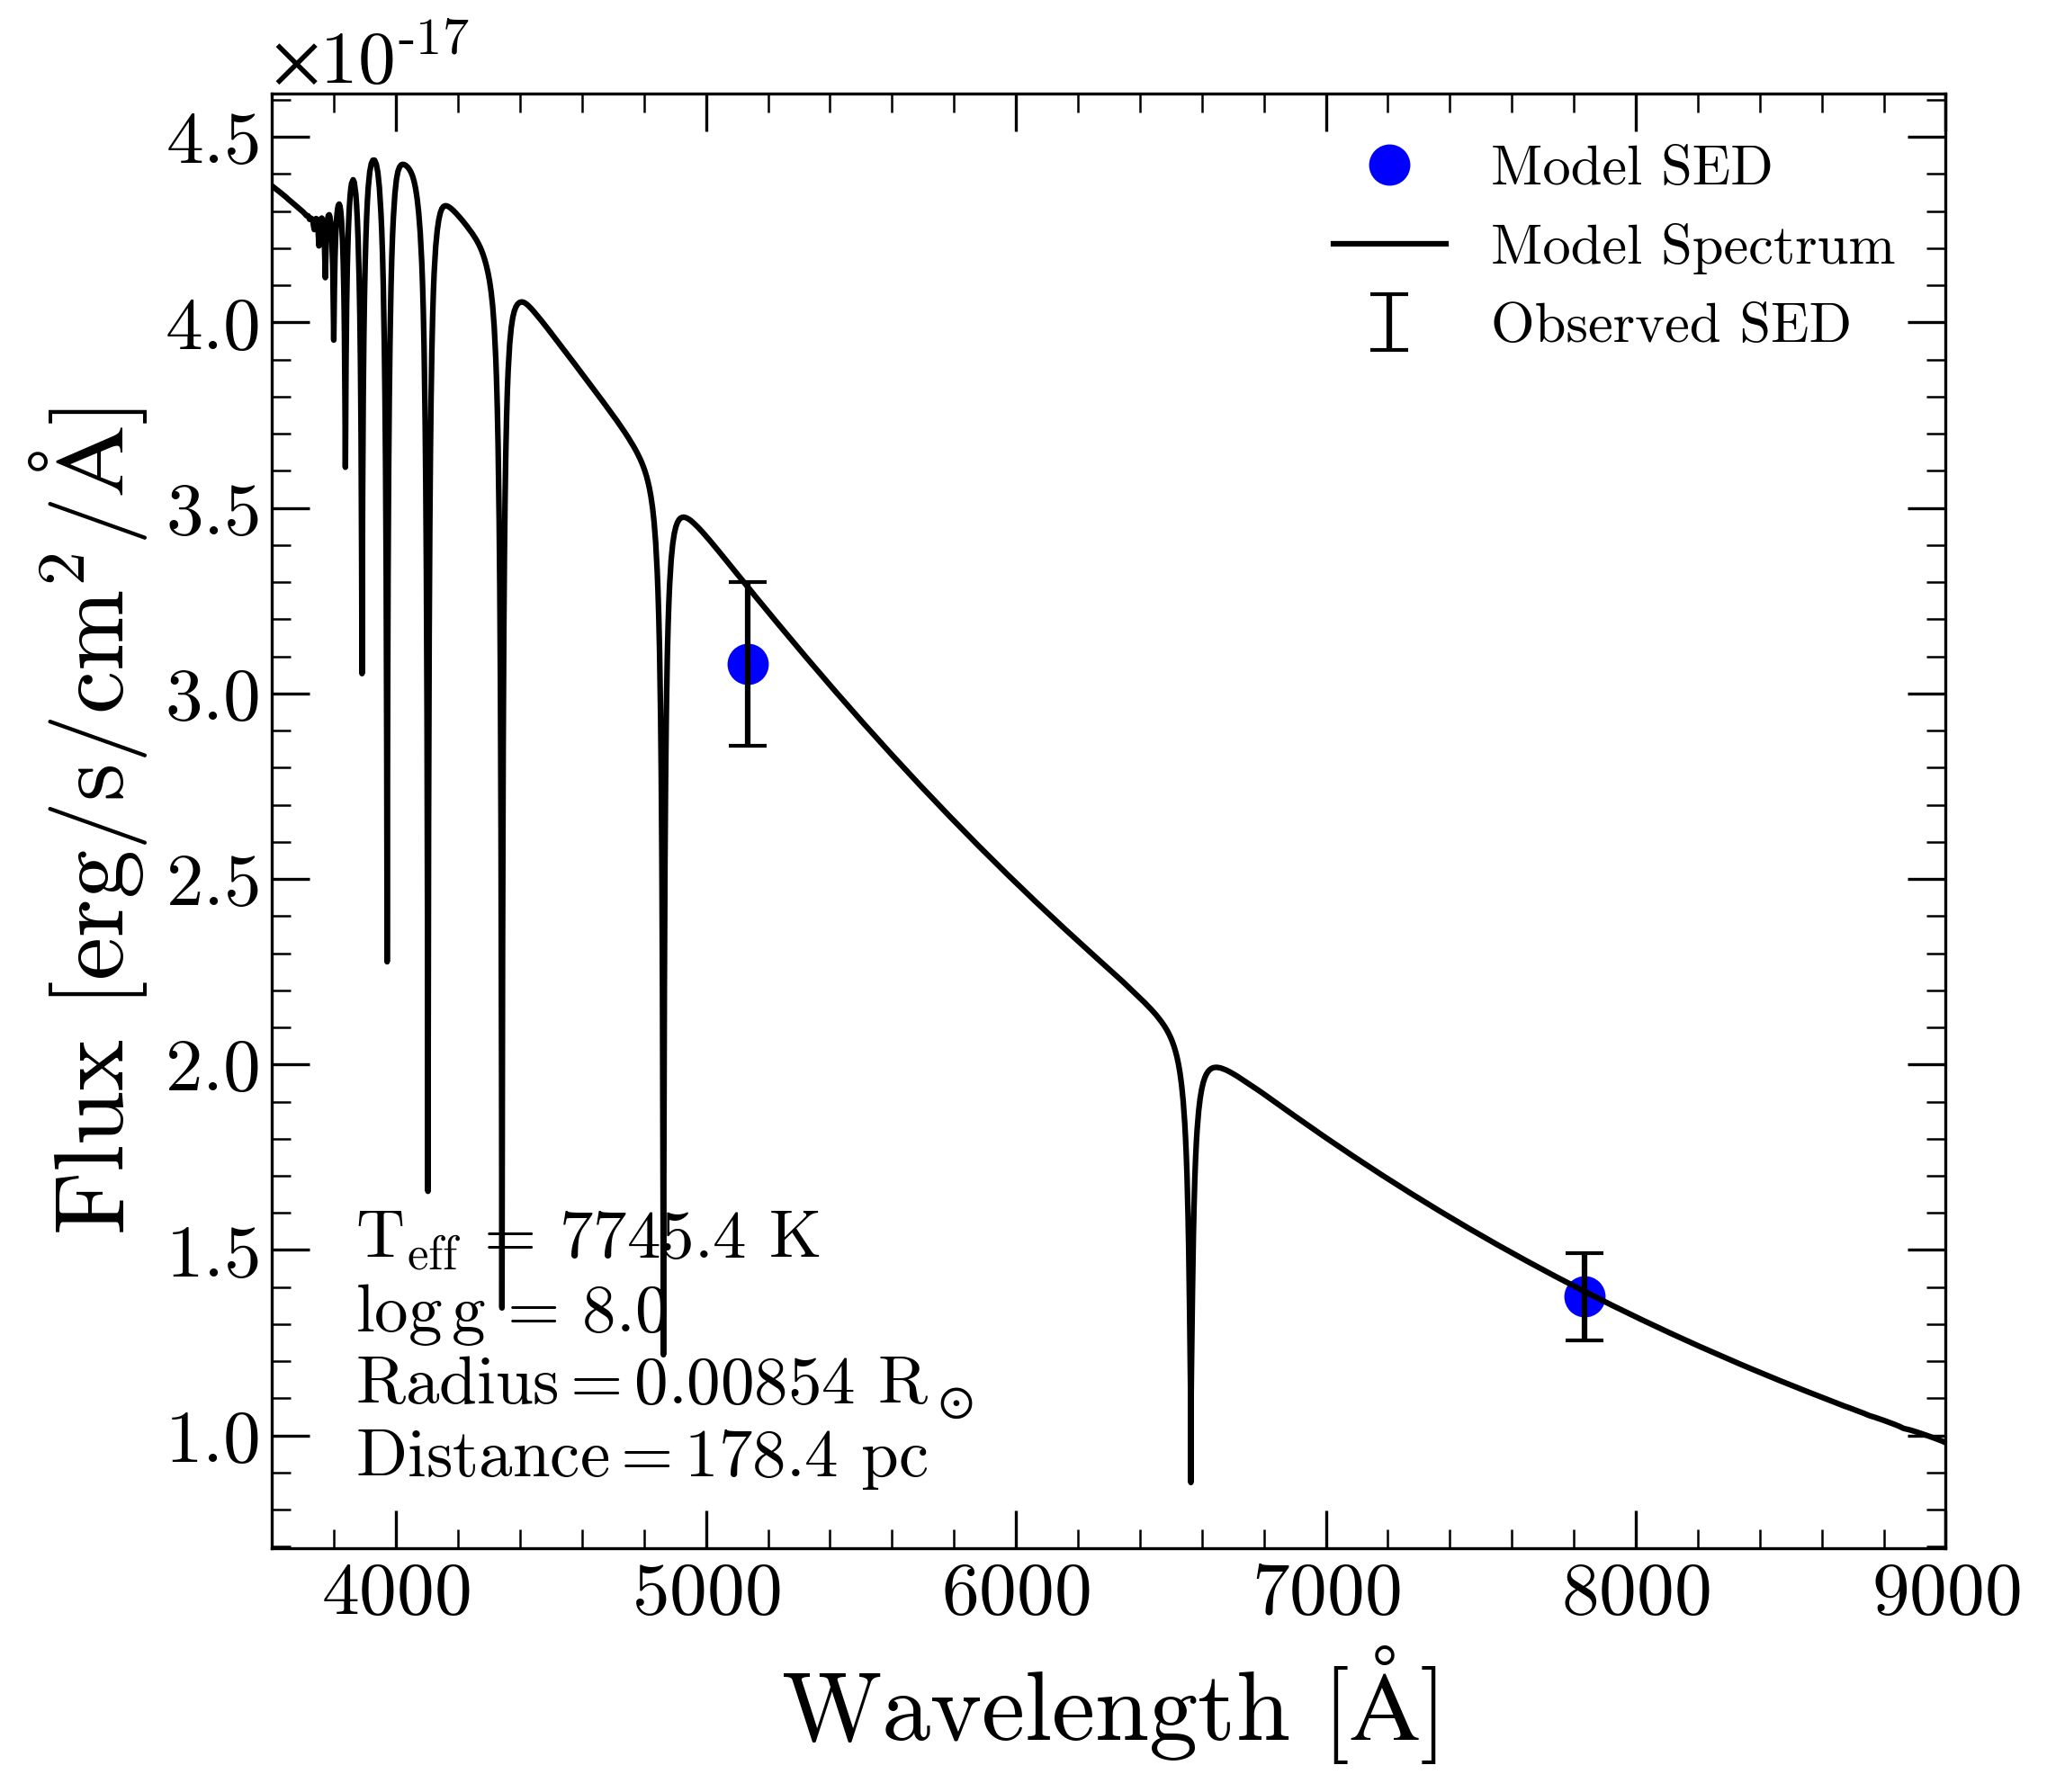 ×10⁻¹⁷
4.5
4.0
3.5
3.0
2.5
2.0
1.5
1.0
Flux [erg/s/cm²/Å]
Model SED
Model Spectrum
Observed SED
T_eff = 7745.4 K
log g = 8.0
Radius = 0.00854 R_⊙
Distance = 178.4 pc
4000 5000 6000 7000 8000 9000
Wavelength [Å]